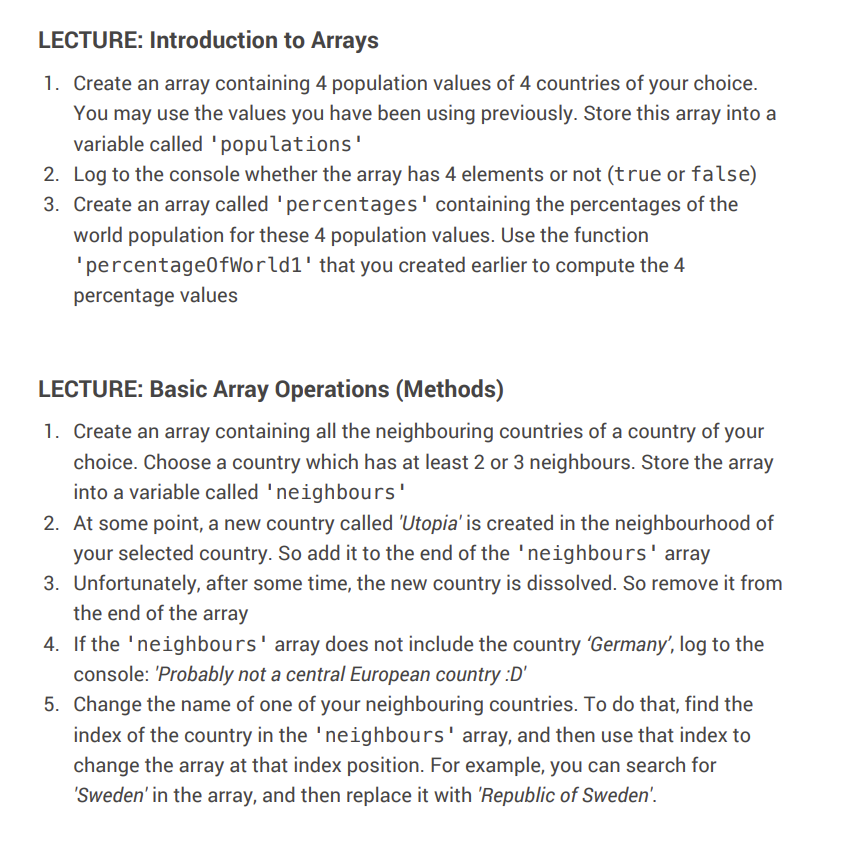 LECTURE: Introduction to Arrays
1. Create an array containing 4 population values of 4 countries of your choice.
You may use the values you have been using previously. Store this array into a
variable called 'populations'
2. Log to the console whether the array has 4 elements or not (true or false)
3. Create an array called 'percentages' containing the percentages of the
world population for these 4 population values. Use the function
'percentageOfWorld1' that you created earlier to compute the 4
percentage values
LECTURE: Basic Array Operations (Methods)
1. Create an array containing all the neighbouring countries of a country of your
choice. Choose a country which has at least 2 or 3 neighbours. Store the array
into a variable called 'neighbours'
2. At some point, a new country called 'Utopia' is created in the neighbourhood of
your selected country. So add it to the end of the 'neighbours' array
3. Unfortunately, after some time, the new country is dissolved. So remove it from
the end of the array
4. If the 'neighbours' array does not include the country ‘Germany’, log to the
console: 'Probably not a central European country :D'
5. Change the name of one of your neighbouring countries. To do that, find the
index of the country in the 'neighbours' array, and then use that index to
change the array at that index position. For example, you can search for
'Sweden' in the array, and then replace it with 'Republic of Sweden'.